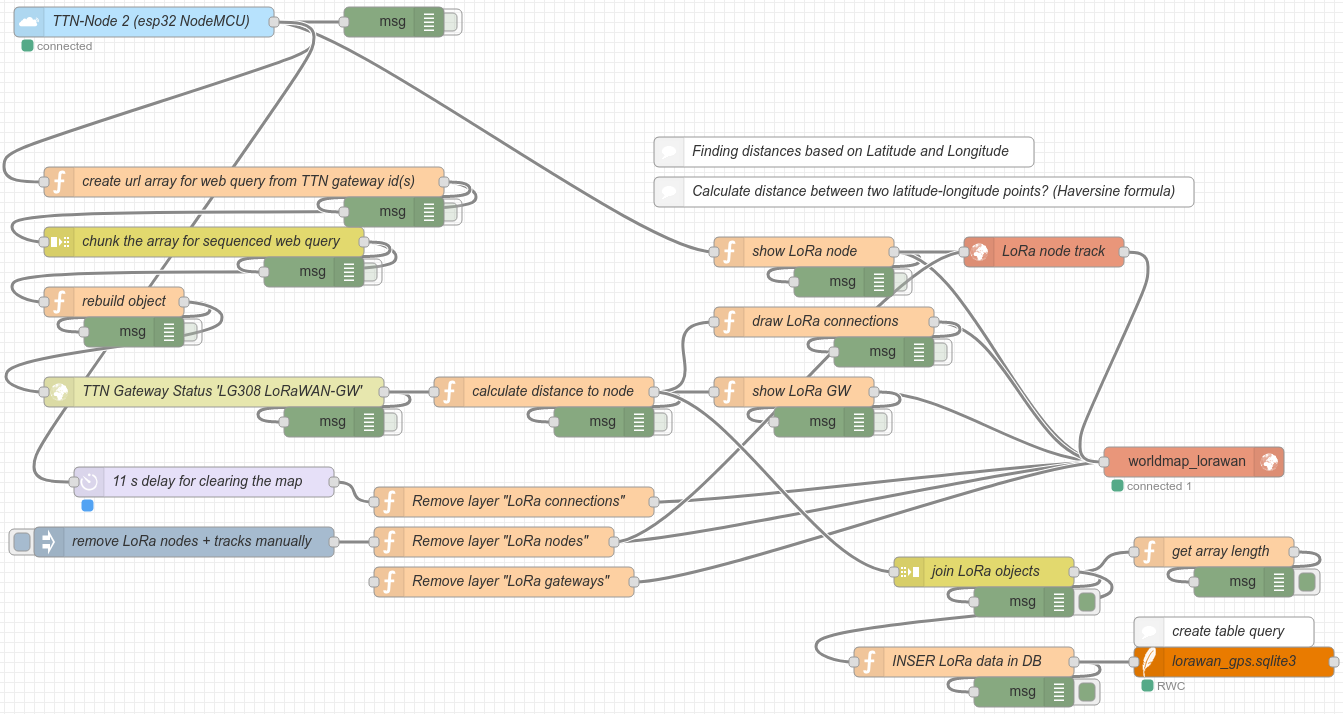 TTN-Node 2 (esp32 NodeMCU)
msg
connected
Finding distances based on Latitude and Longitude
create url array for web query from TTN gateway id(s)
Calculate distance between two latitude-longitude points? (Haversine formula)
msg
chunk the array for sequenced web query
show LoRa node
LoRa node track
msg
msg
rebuild object
draw LoRa connections
msg
msg
TTN Gateway Status 'LG308 LoRaWAN-GW'
calculate distance to node
show LoRa GW
msg
msg
msg
worldmap_lorawan
11 s delay for clearing the map
connected 1
Remove layer "LoRa connections"
remove LoRa nodes + tracks manually
Remove layer "LoRa nodes"
get array length
Remove layer "LoRa gateways"
join LoRa objects
msg
msg
create table query
INSER LoRa data in DB
lorawan_gps.sqlite3
RWC
msg